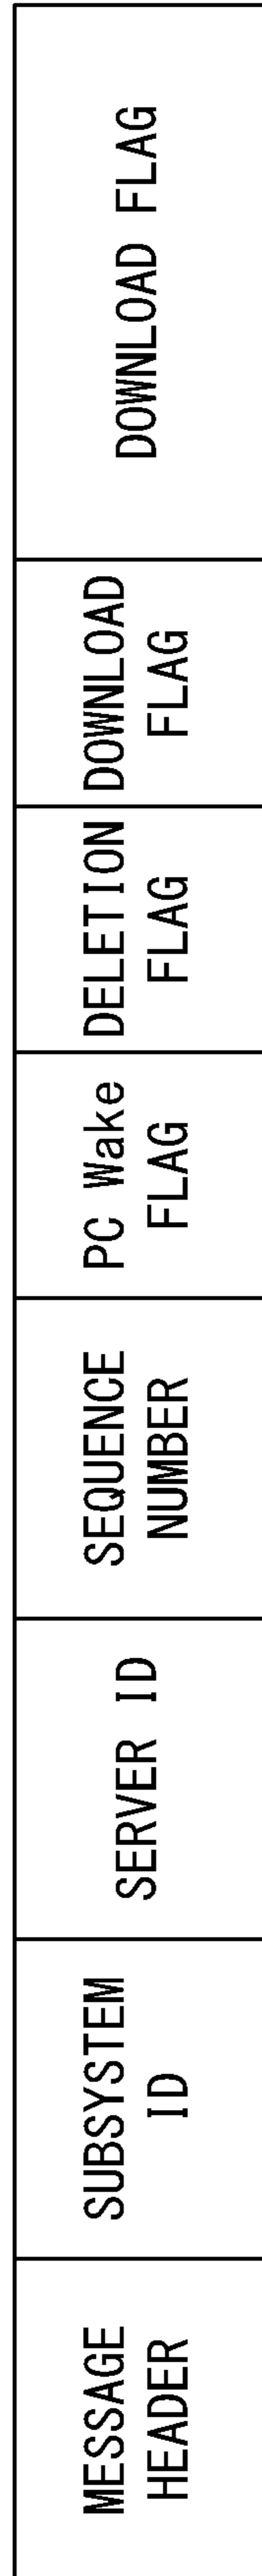 MESSAGE
HEADER
SUBSYSTEM
ID
SERVER ID
SEQUENCE
NUMBER
PC Wake
FLAG
DELETION
FLAG
DOWNLOAD
FLAG
DOWNLOAD FLAG